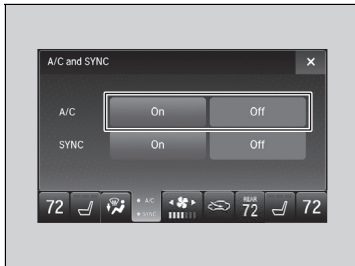 A/C and SYNC ×
A/C On Off
SYNC On Off
72 A/C REAR 72 72
SYNC